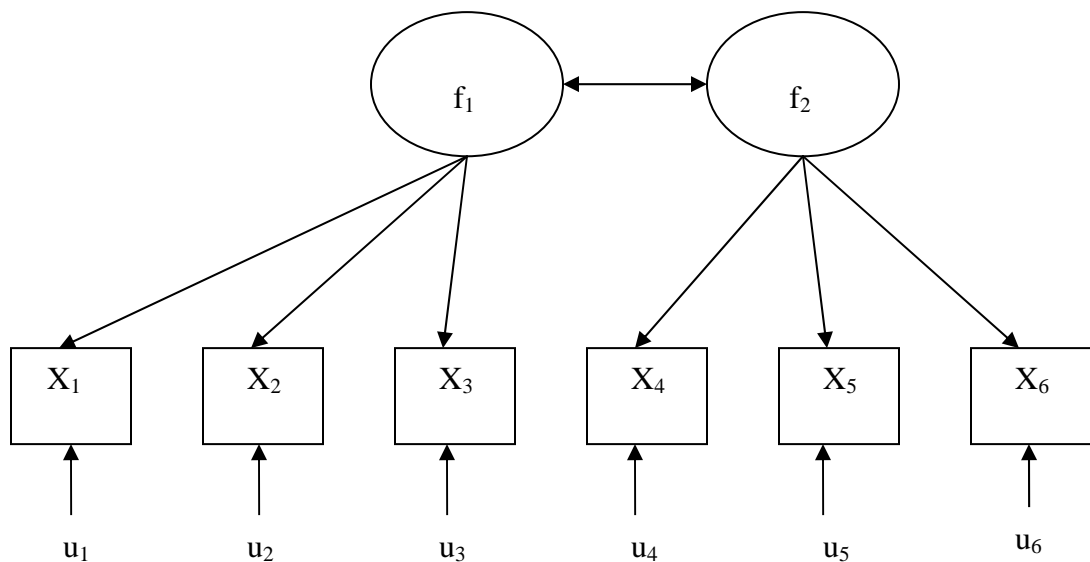 f₁ f₂
X₁ X₂ X₃ X₄ X₅ X₆
u₁ u₂ u₃ u₄ u₅ u₆